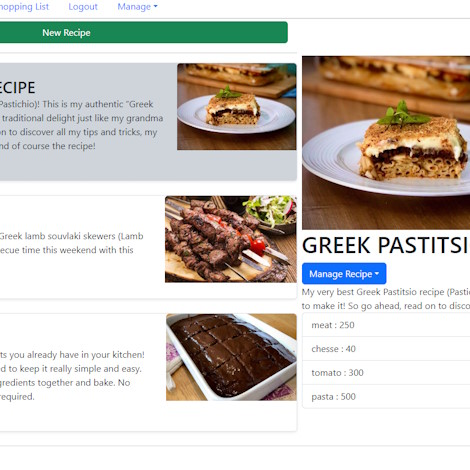 hopping List Logout Manage
New Recipe
ECIPE
Pastichio)! This is my authentic "Greek
traditional delight just like my grandma
on to discover all my tips and tricks, my
nd of course the recipe!
Greek lamb souvlaki skewers (Lamb
ecue time this weekend with this
ts you already have in your kitchen!
d to keep it really simple and easy.
gredients together and bake. No
required.
GREEK PASTITSI
Manage Recipe
My very best Greek Pastitsio recipe (Pastic
to make it! So go ahead, read on to disco
meat : 250
chesse : 40
tomato : 300
pasta : 500